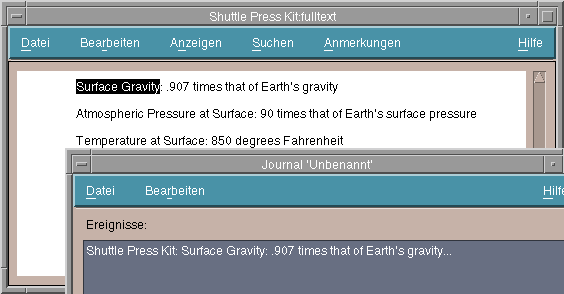 Shuttle Press Kit:fulltext
Datei Bearbeiten Anzeigen Suchen Anmerkungen Hilfe
Surface Gravity: .907 times that of Earth's gravity
Atmospheric Pressure at Surface: 90 times that of Earth's surface pressure
Temperature at Surface: 850 degrees Fahrenheit
Journal 'Unbenannt'
Datei Bearbeiten Hilfe
Ereignisse:
Shuttle Press Kit: Surface Gravity: .907 times that of Earth's gravity...